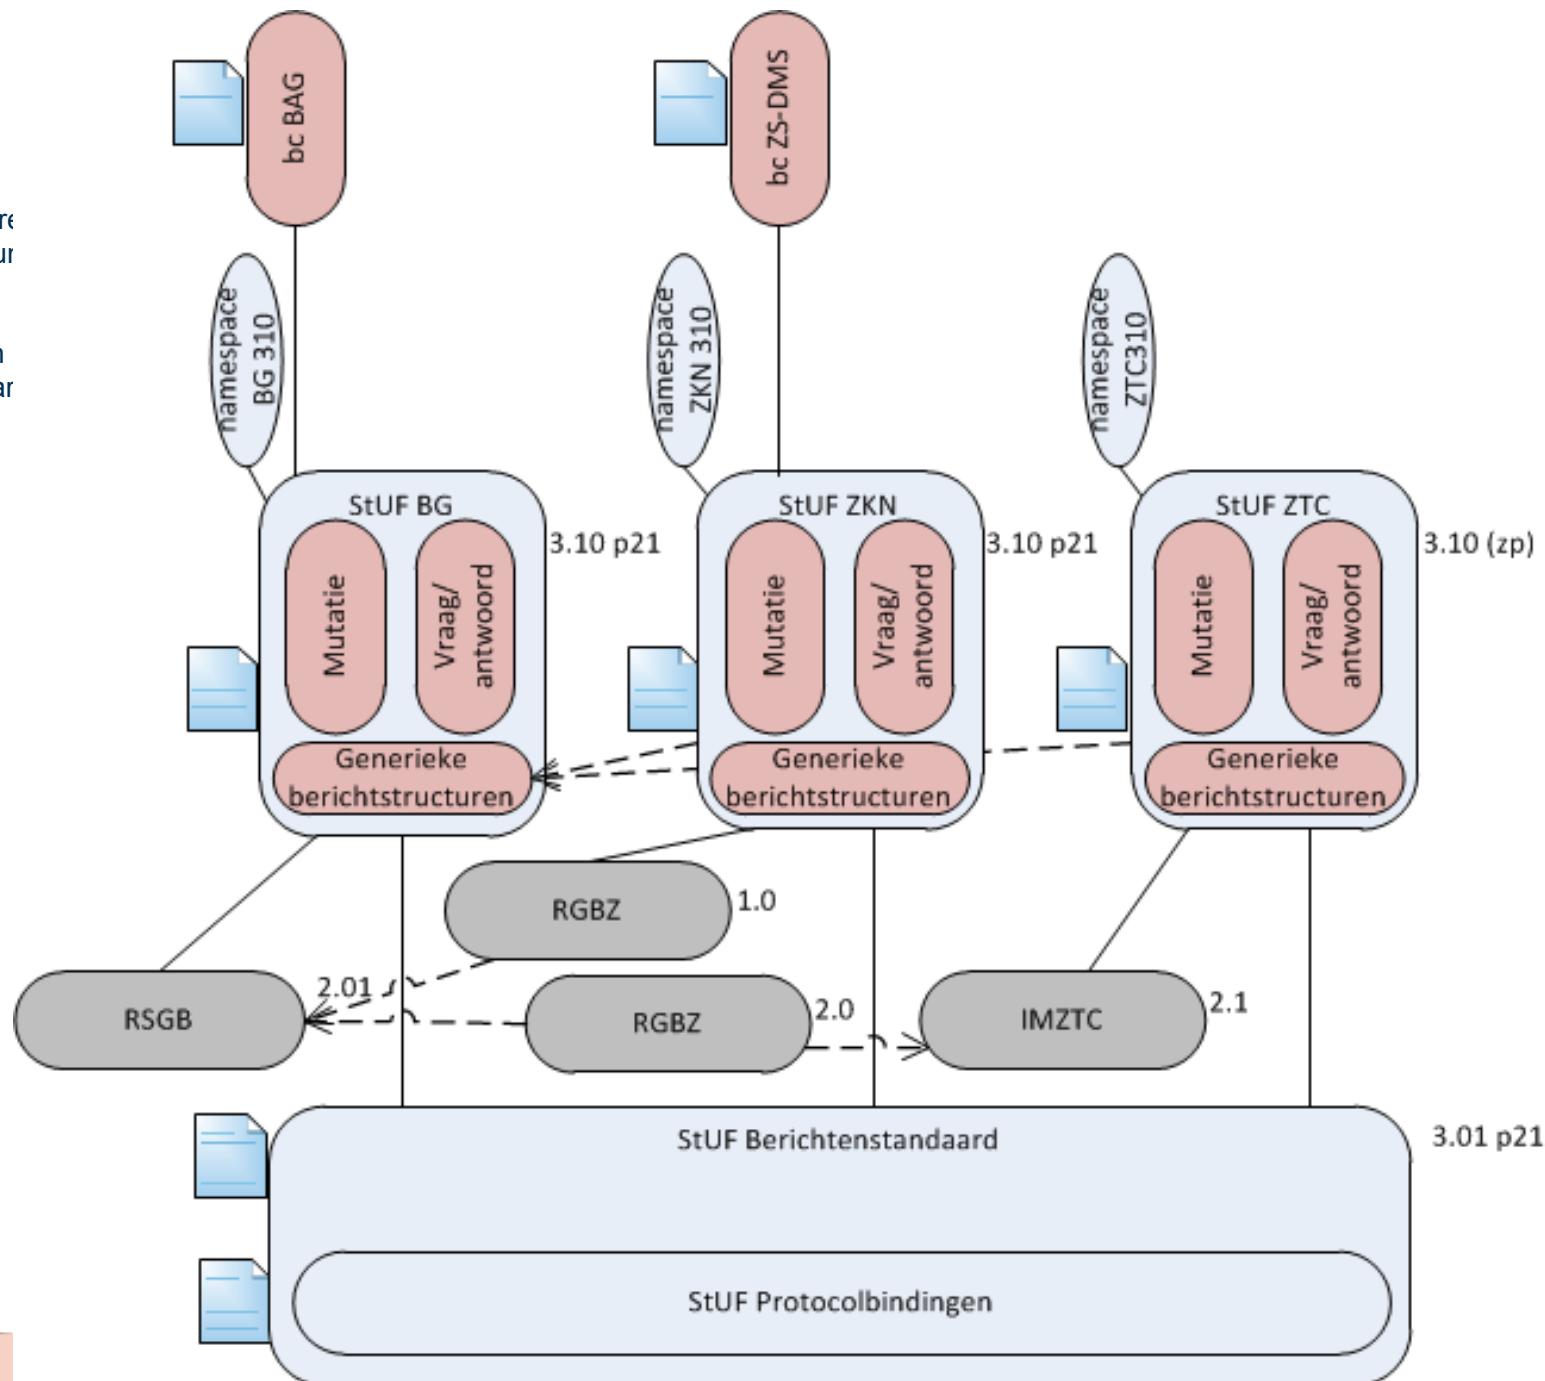 bc BAG
bc ZS-DMS
namespace
BG 310
namespace
ZKN 310
namespace
ZTC310
StUF BG
3.10 p21
Mutatie
Vraag/
antwoord
Generieke
berichtstructuren
StUF ZKN
3.10 p21
Mutatie
Vraag/
antwoord
Generieke
berichtstructuren
StUF ZTC
3.10 (zp)
Mutatie
Vraag/
antwoord
Generieke
berichtstructuren
RGBZ
1.0
RSGB
2.01
RGBZ
2.0
IMZTC
2.1
StUF Berichtenstandaard
3.01 p21
StUF Protocolbindingen